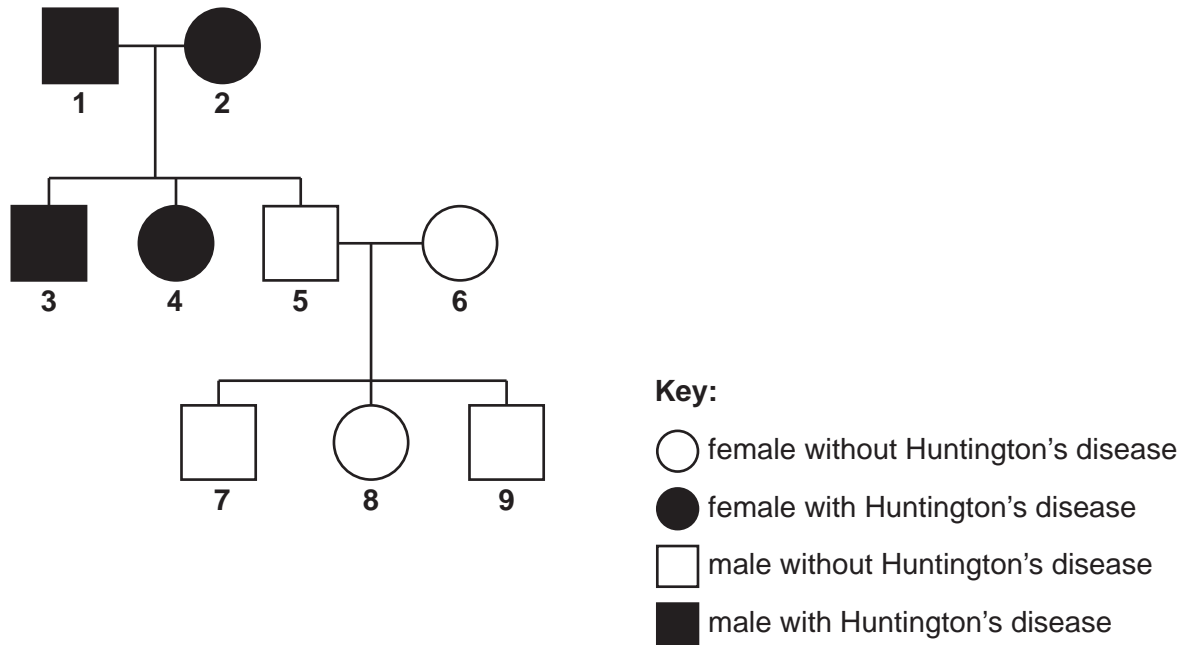 1 2
3 4 5 6
7 8 9
Key:
female without Huntington’s disease
female with Huntington’s disease
male without Huntington’s disease
male with Huntington’s disease